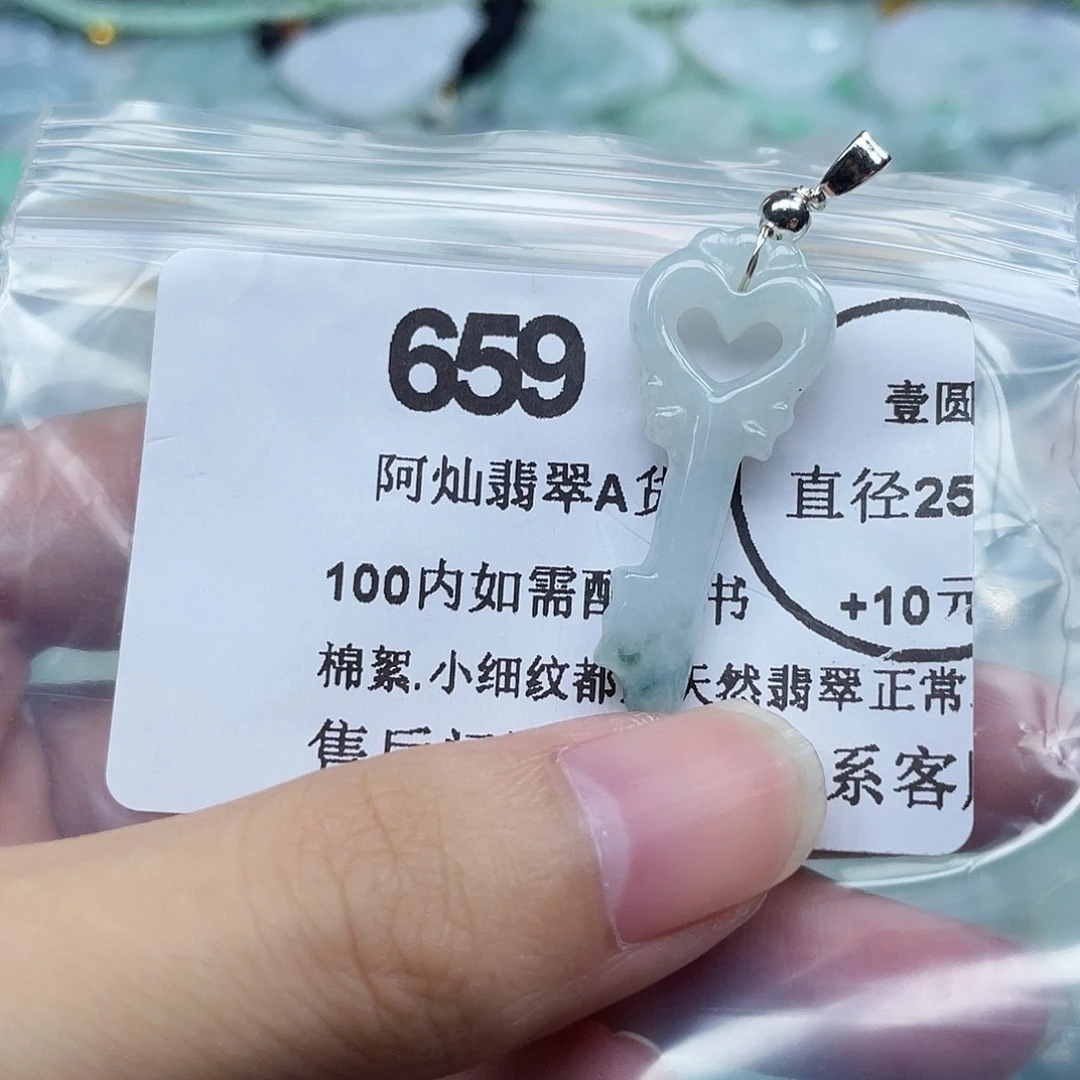 659
壹圆
阿灿翡翠A货 直径25
100内如需配 书 +10元
棉絮.小细纹都 天然翡翠正常
售后 系客